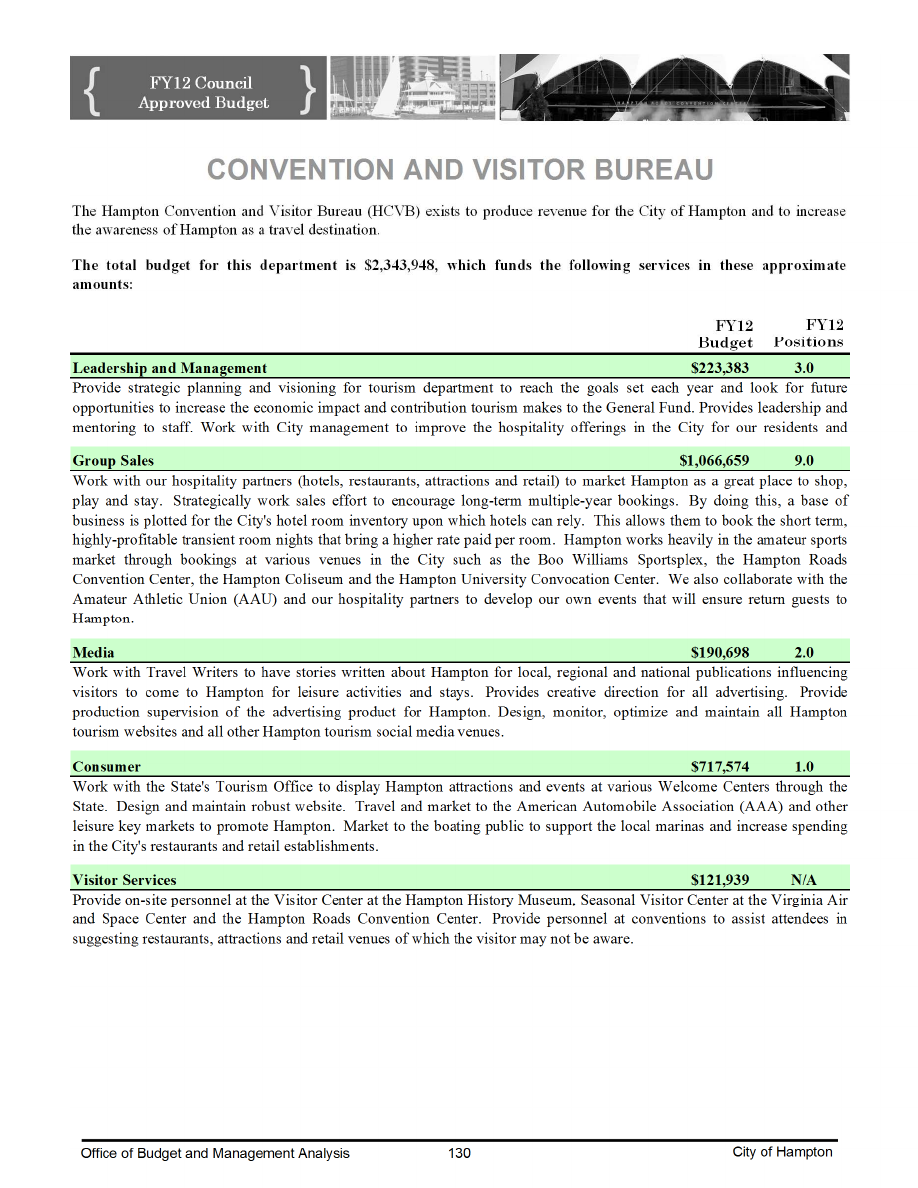 FY12 Council
Approved Budget
HAMPTON ROADS CONVENTION CENTER
CONVENTION AND VISITOR BUREAU
The Hampton Convention and Visitor Bureau (HCVB) exists to produce revenue for the City of Hampton and to increase
the awareness of Hampton as a travel destination.
The total budget for this department is $2,343,948, which funds the following services in these approximate
amounts:
FY12 FY12
Budget Positions
Leadership and Management $223,383 3.0
Provide strategic planning and visioning for tourism department to reach the goals set each year and look for future
opportunities to increase the economic impact and contribution tourism makes to the General Fund. Provides leadership and
mentoring to staff. Work with City management to improve the hospitality offerings in the City for our residents and
Group Sales $1,066,659 9.0
Work with our hospitality partners (hotels, restaurants, attractions and retail) to market Hampton as a great place to shop,
play and stay. Strategically work sales effort to encourage long-term multiple-year bookings. By doing this, a base of
business is plotted for the City's hotel room inventory upon which hotels can rely. This allows them to book the short term,
highly-profitable transient room nights that bring a higher rate paid per room. Hampton works heavily in the amateur sports
market through bookings at various venues in the City such as the Boo Williams Sportsplex, the Hampton Roads
Convention Center, the Hampton Coliseum and the Hampton University Convocation Center. We also collaborate with the
Amateur Athletic Union (AAU) and our hospitality partners to develop our own events that will ensure return guests to
Hampton.
Media $190,698 2.0
Work with Travel Writers to have stories written about Hampton for local, regional and national publications influencing
visitors to come to Hampton for leisure activities and stays. Provides creative direction for all advertising. Provide
production supervision of the advertising product for Hampton. Design, monitor, optimize and maintain all Hampton
tourism websites and all other Hampton tourism social media venues.
Consumer $717,574 1.0
Work with the State's Tourism Office to display Hampton attractions and events at various Welcome Centers through the
State. Design and maintain robust website. Travel and market to the American Automobile Association (AAA) and other
leisure key markets to promote Hampton. Market to the boating public to support the local marinas and increase spending
in the City's restaurants and retail establishments.
Visitor Services $121,939 N/A
Provide on-site personnel at the Visitor Center at the Hampton History Museum, Seasonal Visitor Center at the Virginia Air
and Space Center and the Hampton Roads Convention Center. Provide personnel at conventions to assist attendees in
suggesting restaurants, attractions and retail venues of which the visitor may not be aware.
Office of Budget and Management Analysis 130 City of Hampton